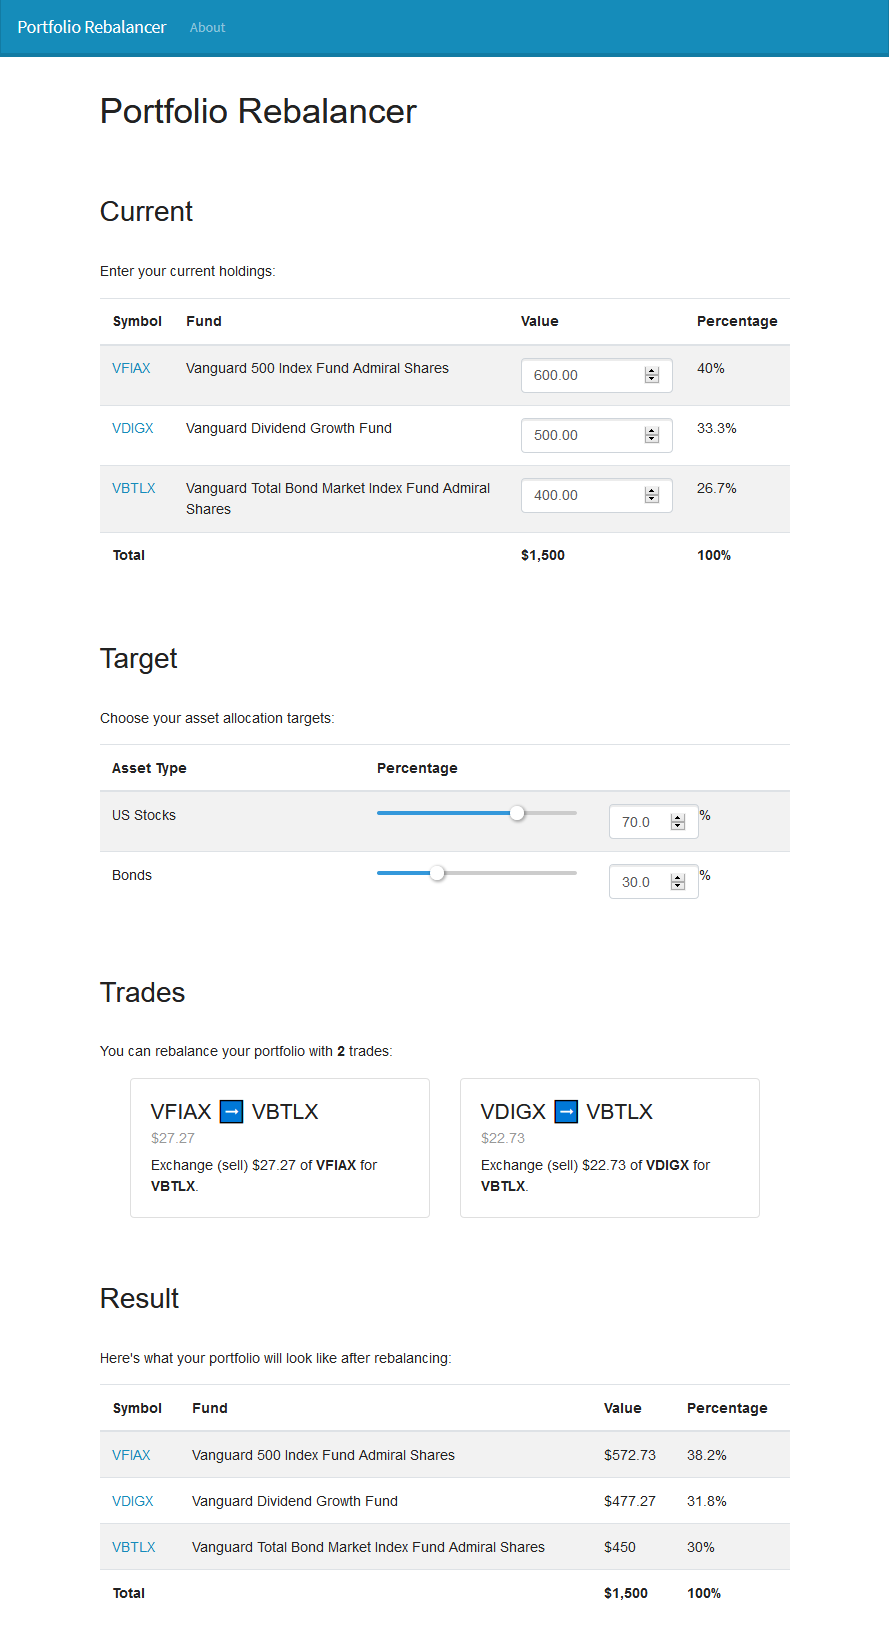 Portfolio Rebalancer About
Portfolio Rebalancer
Current
Enter your current holdings:
Symbol Fund Value Percentage
VFIAX Vanguard 500 Index Fund Admiral Shares 600.00 40%
VDIGX Vanguard Dividend Growth Fund 500.00 33.3%
VBTLX Vanguard Total Bond Market Index Fund Admiral 400.00 26.7%
Shares
Total $1,500 100%
Target
Choose your asset allocation targets:
Asset Type Percentage
US Stocks 70.0 %
Bonds 30.0 %
Trades
You can rebalance your portfolio with 2 trades:
VFIAX → VBTLX
$27.27
Exchange (sell) $27.27 of VFIAX for
VBTLX.
VDIGX → VBTLX
$22.73
Exchange (sell) $22.73 of VDIGX for
VBTLX.
Result
Here's what your portfolio will look like after rebalancing:
Symbol Fund Value Percentage
VFIAX Vanguard 500 Index Fund Admiral Shares $572.73 38.2%
VDIGX Vanguard Dividend Growth Fund $477.27 31.8%
VBTLX Vanguard Total Bond Market Index Fund Admiral Shares $450 30%
Total $1,500 100%